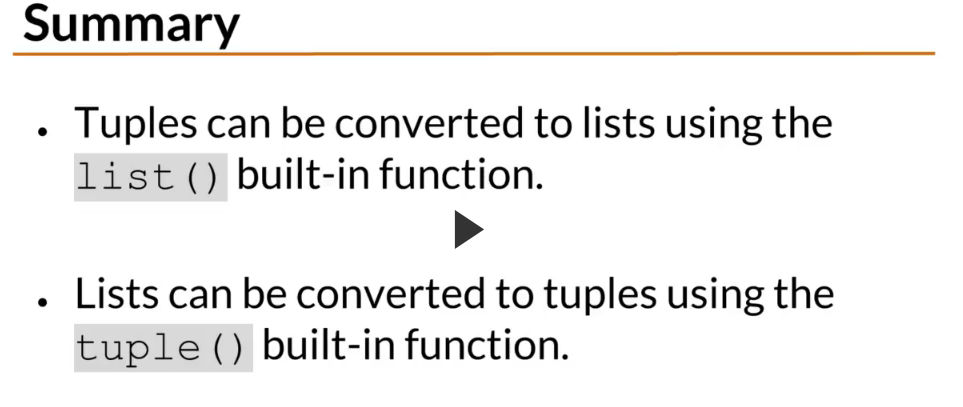 Summary
• Tuples can be converted to lists using the
list() built-in function.
• Lists can be converted to tuples using the
tuple() built-in function.